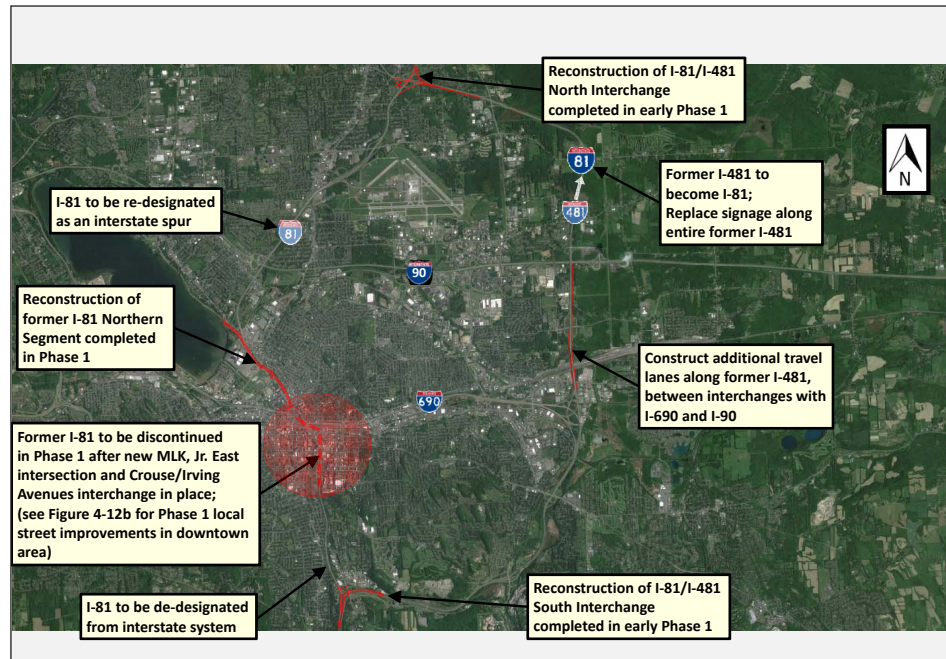 Reconstruction of I-81/I-481
North Interchange
completed in early Phase 1
81
481
N
Former I-481 to
become I-81;
Replace signage along
entire former I-481
I-81 to be re-designated
as an interstate spur
81
INTERSTATE
90
Reconstruction of
former I-81 Northern
Segment completed
in Phase 1
Construct additional travel
lanes along former I-481,
between interchanges with
I-690 and I-90
690
Former I-81 to be discontinued
in Phase 1 after new MLK, Jr. East
intersection and Crouse/Irving
Avenues interchange in place;
(see Figure 4-12b for Phase 1 local
street improvements in downtown
area)
I-81 to be de-designated
from interstate system
Reconstruction of I-81/I-481
South Interchange
completed in early Phase 1